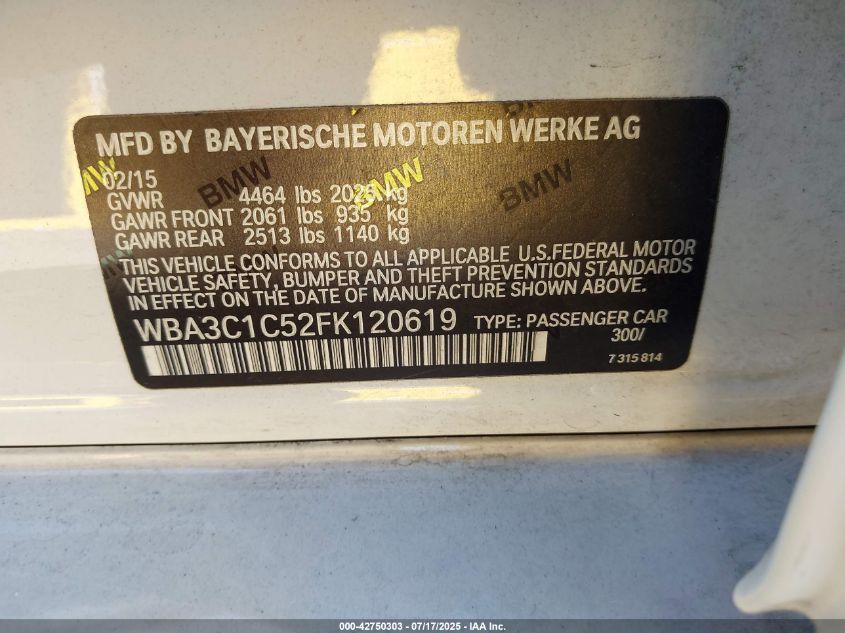 MFD BY BAYERISCHE MOTOREN WERKE AG
02/15
GVWR 4464 lbs 2025 kg
GAWR FRONT 2061 lbs 935 kg
GAWR REAR 2513 lbs 1140 kg
THIS VEHICLE CONFORMS TO ALL APPLICABLE U.S.FEDERAL MOTOR
VEHICLE SAFETY, BUMPER AND THEFT PREVENTION STANDARDS
IN EFFECT ON THE DATE OF MANUFACTURE SHOWN ABOVE.
WBA3C1C52FK120619 TYPE: PASSENGER CAR
300/
7 315 814
BMW
BMW
BMW
000-42750303 / 07/17/2025 - IAA Inc.